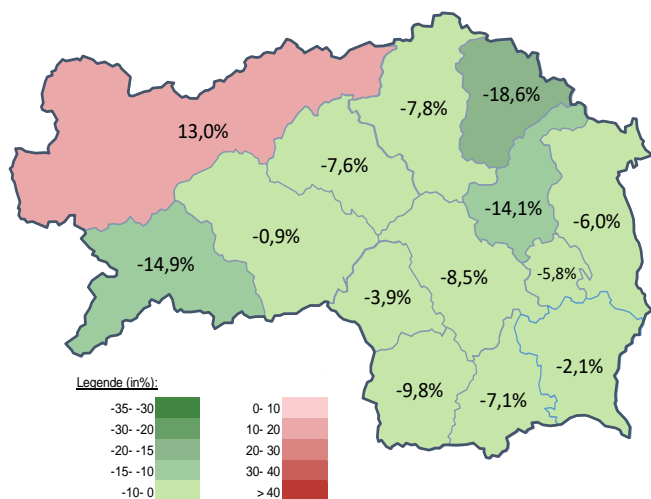 -18,6%
-7,8%
13,0%
-7,6%
-14,1%
-6,0%
-0,9%
-14,9%
-5,8%
-8,5%
-3,9%
-2,1%
-9,8%
-7,1%
Legende (in%):
-35- -30 0- 10
-30- -20 10- 20
-20- -15 20- 30
-15- -10 30- 40
-10- 0 > 40